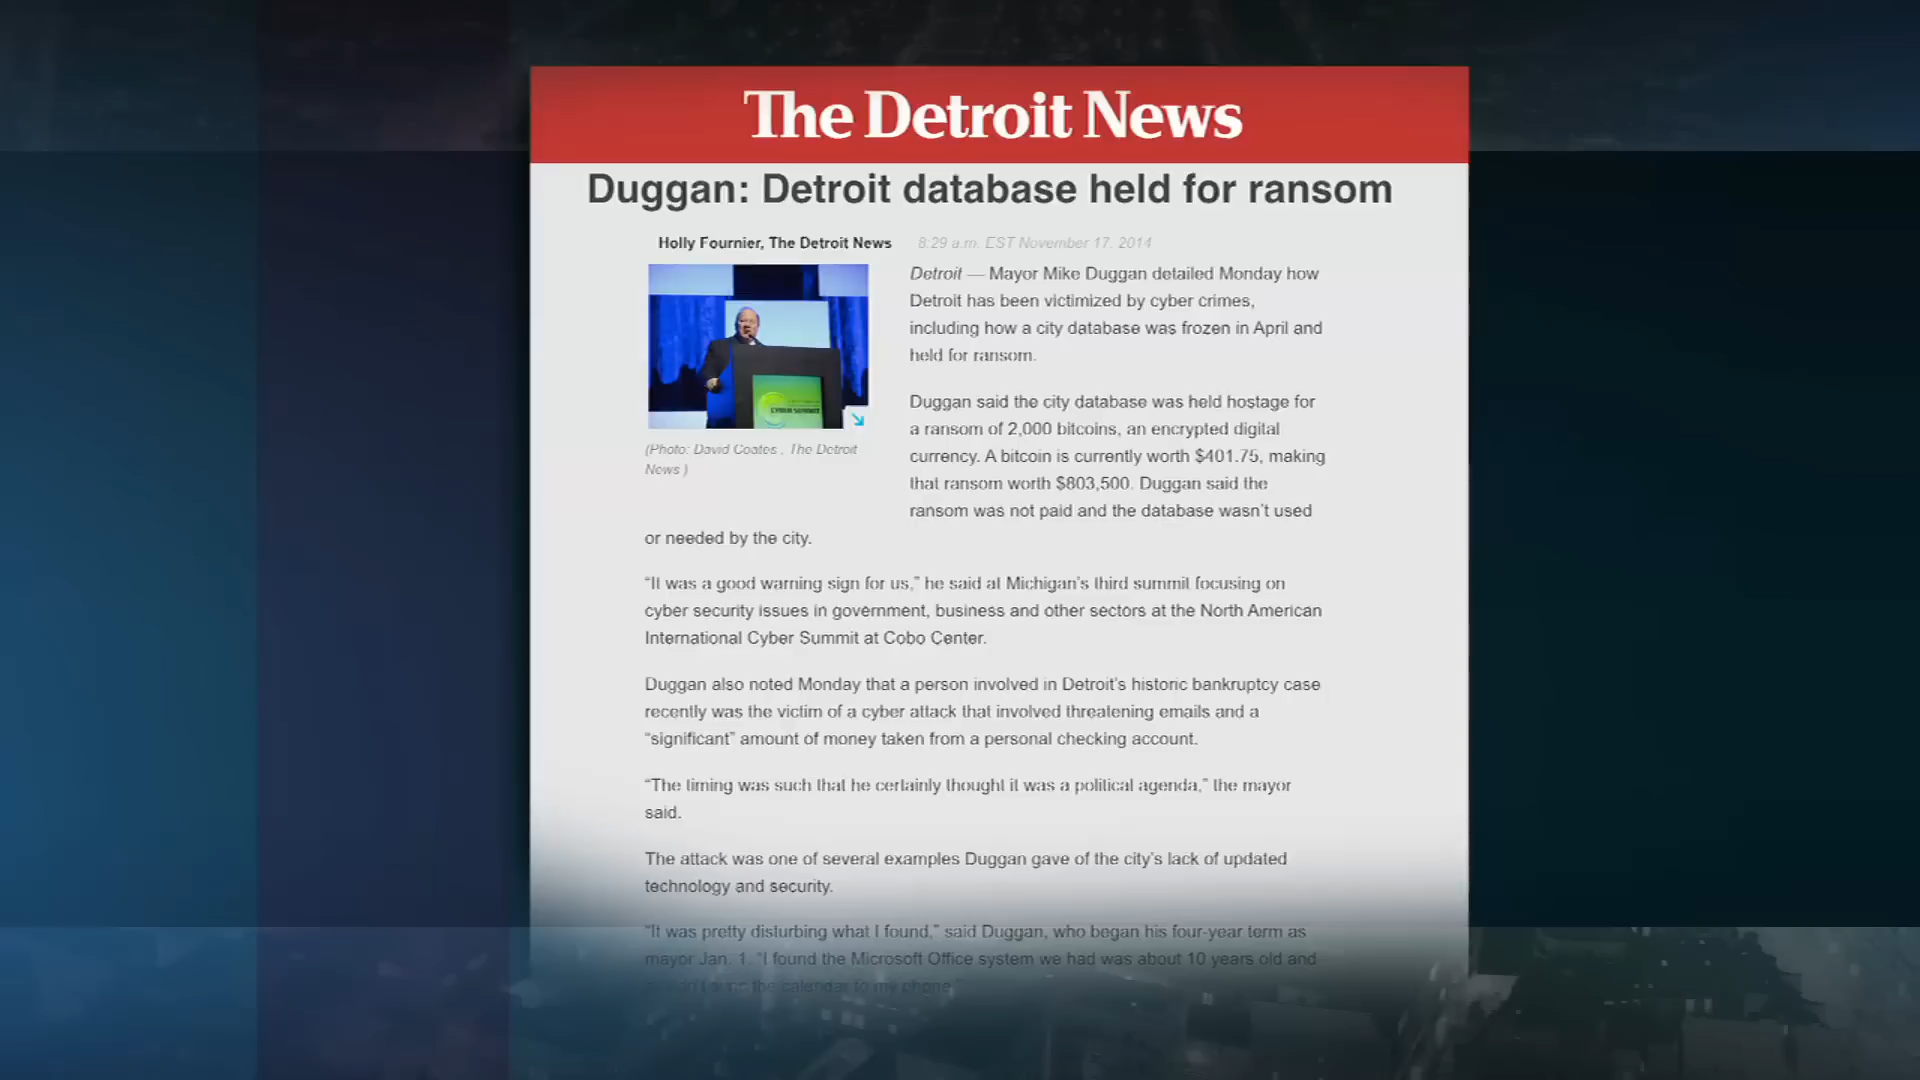 The Detroit News
Duggan: Detroit database held for ransom
Holly Fournier, The Detroit News 8:29 a.m. EST November 17, 2014
CYBER SUMMIT
(Photo: David Coates , The Detroit
News )
Detroit — Mayor Mike Duggan detailed Monday how
Detroit has been victimized by cyber crimes,
including how a city database was frozen in April and
held for ransom.
Duggan said the city database was held hostage for
a ransom of 2,000 bitcoins, an encrypted digital
currency. A bitcoin is currently worth $401.75, making
that ransom worth $803,500. Duggan said the
ransom was not paid and the database wasn’t used
or needed by the city.
“It was a good warning sign for us,” he said at Michigan’s third summit focusing on
cyber security issues in government, business and other sectors at the North American
International Cyber Summit at Cobo Center.
Duggan also noted Monday that a person involved in Detroit’s historic bankruptcy case
recently was the victim of a cyber attack that involved threatening emails and a
“significant” amount of money taken from a personal checking account.
“The timing was such that he certainly thought it was a political agenda,” the mayor
said.
The attack was one of several examples Duggan gave of the city’s lack of updated
technology and security.
“It was pretty disturbing what I found,” said Duggan, who began his four-year term as
mayor Jan. 1. “I found the Microsoft Office system we had was about 10 years old and
the calendar to my phone.”